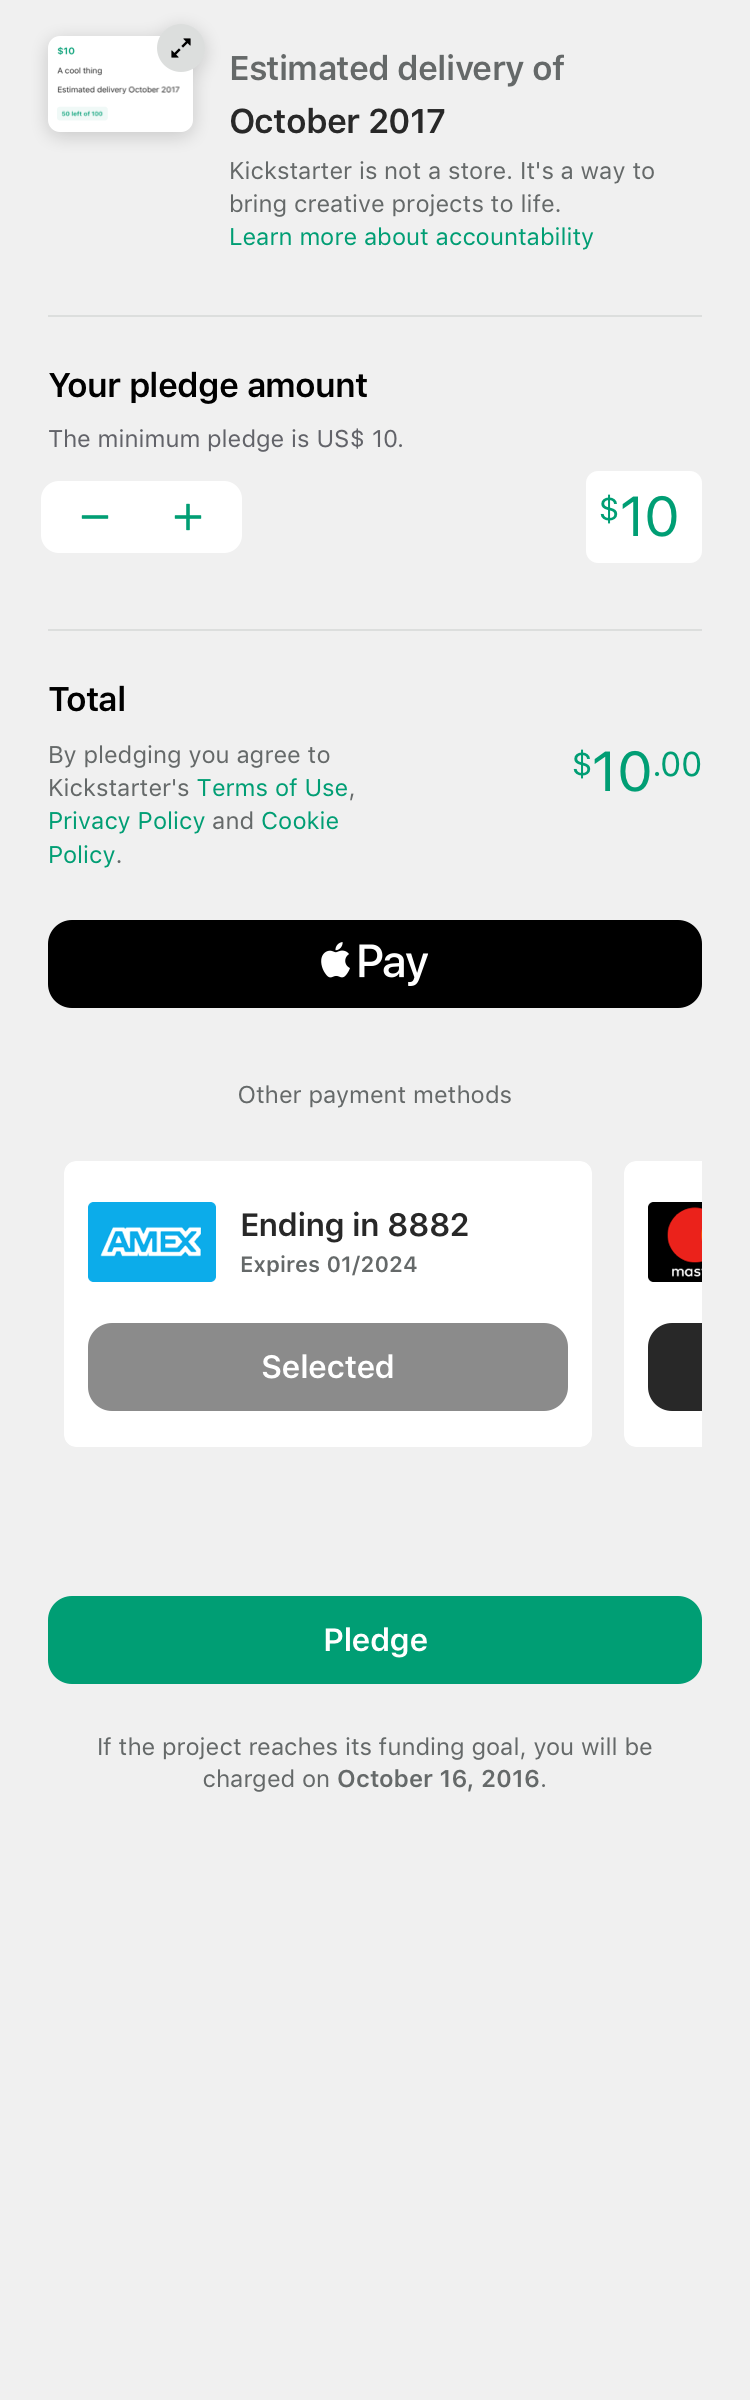 $10
A cool thing
Estimated delivery October 2017
50 left of 100
Estimated delivery of
October 2017
Kickstarter is not a store. It's a way to
bring creative projects to life.
Learn more about accountability
Your pledge amount
The minimum pledge is US$ 10.
$10
Total
By pledging you agree to
Kickstarter's Terms of Use,
Privacy Policy and Cookie
Policy.
$10.00
Pay
Other payment methods
AMEX
Ending in 8882
Expires 01/2024
Selected
mas
Pledge
If the project reaches its funding goal, you will be
charged on October 16, 2016.